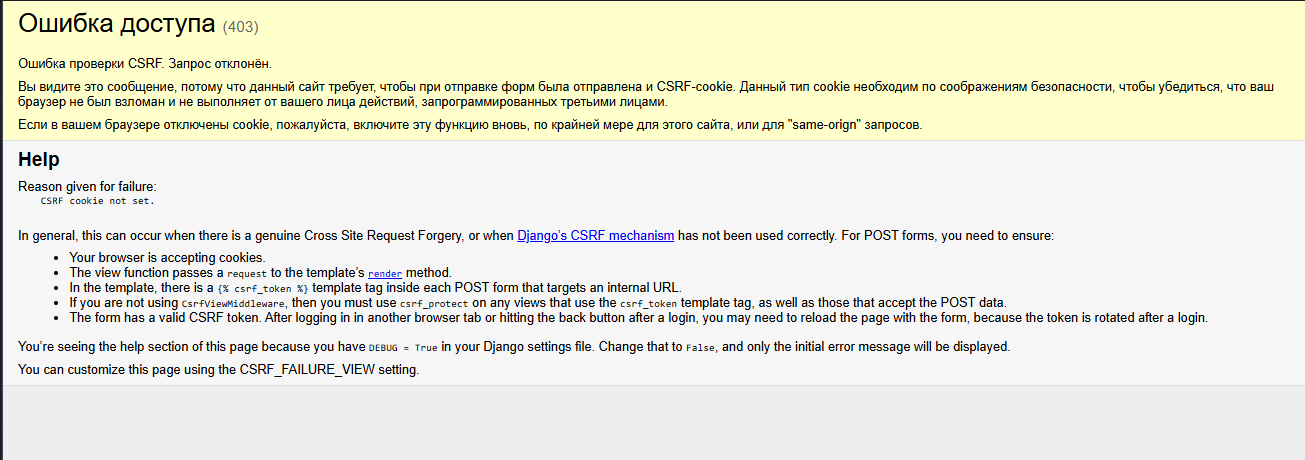 Ошибка доступа (403)
Ошибка проверки CSRF. Запрос отклонён.
Вы видите это сообщение, потому что данный сайт требует, чтобы при отправке форм была отправлена и CSRF-cookie. Данный тип cookie необходим по соображениям безопасности, чтобы убедиться, что ваш
браузер не был взломан и не выполняет от вашего лица действий, запрограммированных третьими лицами.
Если в вашем браузере отключены cookie, пожалуйста, включите эту функцию вновь, по крайней мере для этого сайта, или для "same-orign" запросов.
Help
Reason given for failure:
CSRF cookie not set.
In general, this can occur when there is a genuine Cross Site Request Forgery, or when Django’s CSRF mechanism has not been used correctly. For POST forms, you need to ensure:
• Your browser is accepting cookies.
• The view function passes a request to the template’s render method.
• In the template, there is a {% csrf_token %} template tag inside each POST form that targets an internal URL.
• If you are not using CsrfViewMiddleware, then you must use csrf_protect on any views that use the csrf_token template tag, as well as those that accept the POST data.
• The form has a valid CSRF token. After logging in in another browser tab or hitting the back button after a login, you may need to reload the page with the form, because the token is rotated after a login.
You’re seeing the help section of this page because you have DEBUG = True in your Django settings file. Change that to False, and only the initial error message will be displayed.
You can customize this page using the CSRF_FAILURE_VIEW setting.